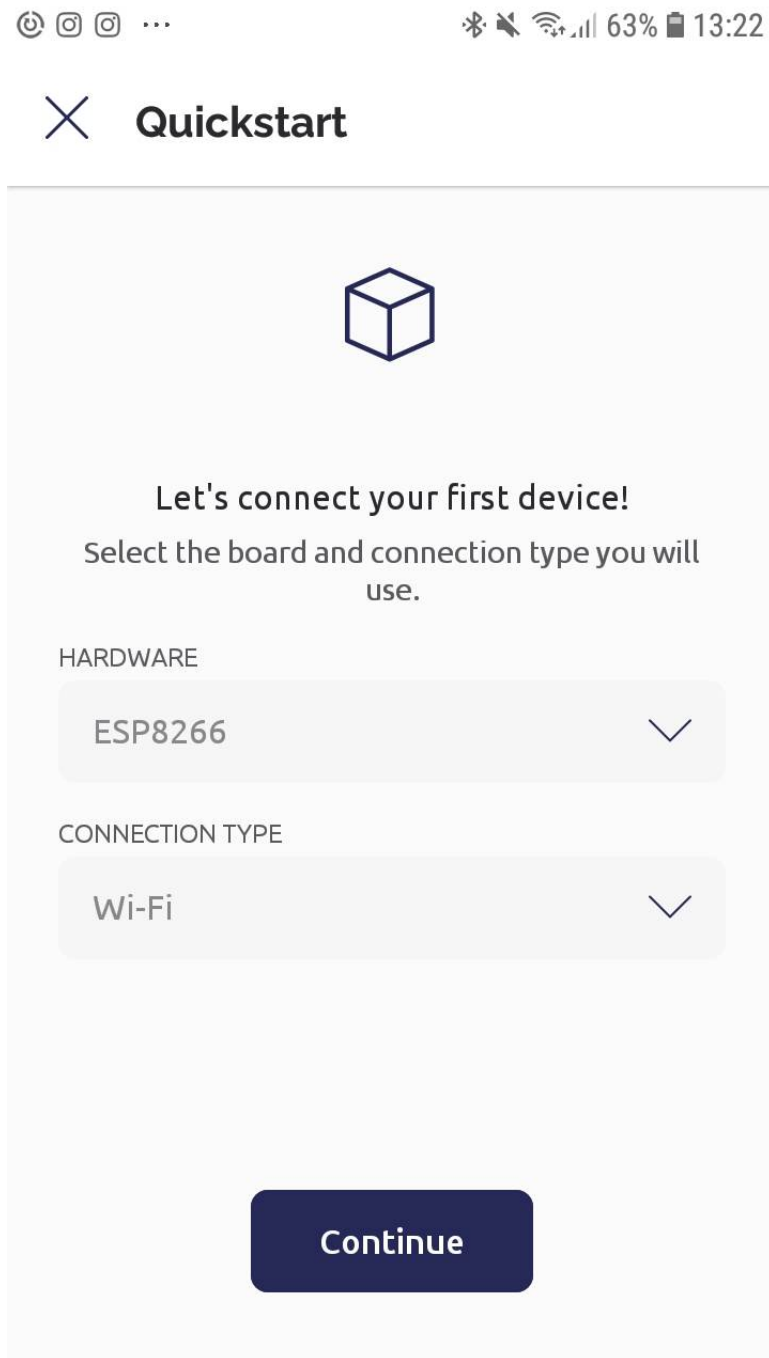 63% 13:22
Quickstart
Let's connect your first device!
Select the board and connection type you will
use.
HARDWARE
ESP8266
CONNECTION TYPE
Wi-Fi
Continue